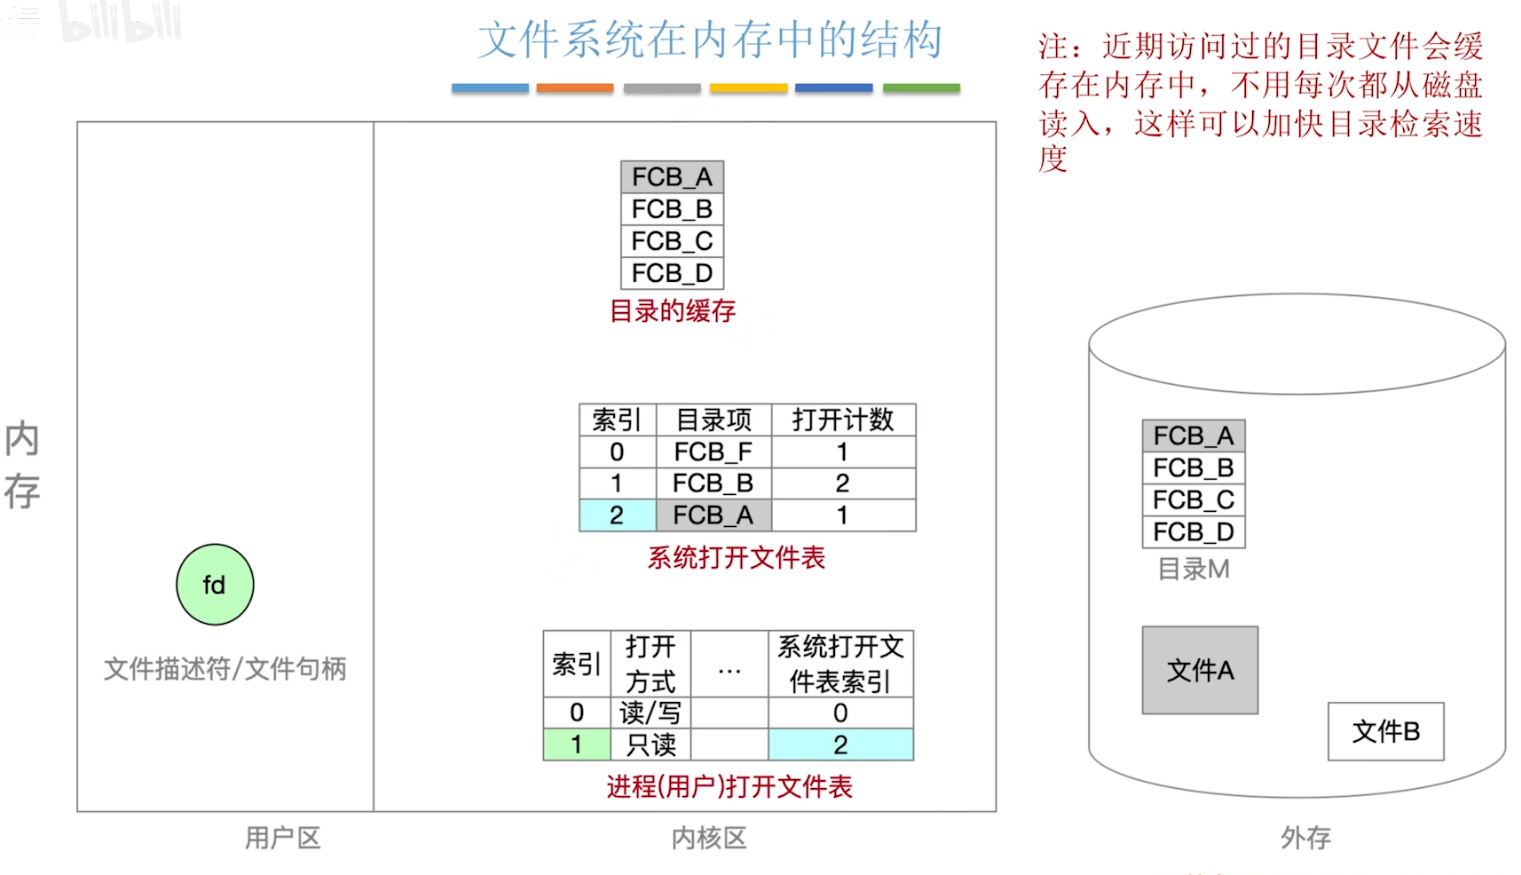 bilibili
文件系统在内存中的结构
注：近期访问过的目录文件会缓
存在内存中，不用每次都从磁盘
读入，这样可以加快目录检索速
度
FCB_A
FCB_B
FCB_C
FCB_D
目录的缓存
内
存
索引 目录项 打开计数
0 FCB_F 1
1 FCB_B 2
2 FCB_A 1
系统打开文件表
fd
文件描述符/文件句柄
索引 打开方式 ... 系统打开文件表索引
0 读/写 0
1 只读 2
进程(用户)打开文件表
用户区
内核区
FCB_A
FCB_B
FCB_C
FCB_D
目录M
文件A
文件B
外存